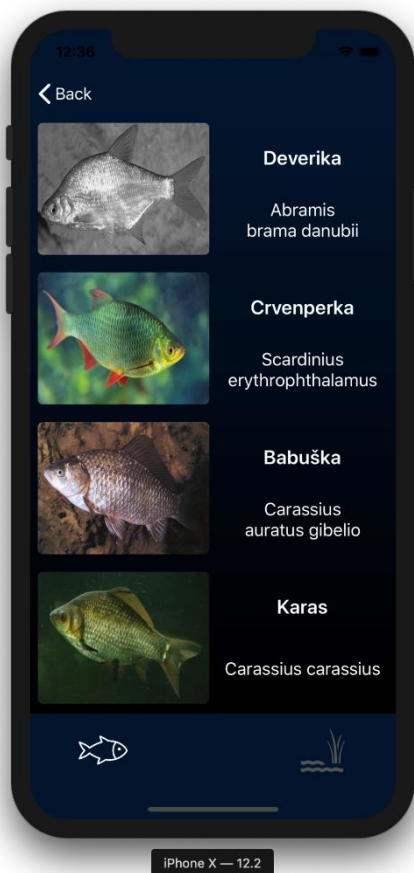 12:36
Back
Deverika
Abramis
brama danubii
Crvenperka
Scardinius
erythrophthalamus
Babuška
Carassius
auratus gibelio
Karas
Carassius carassius
iPhone X — 12.2